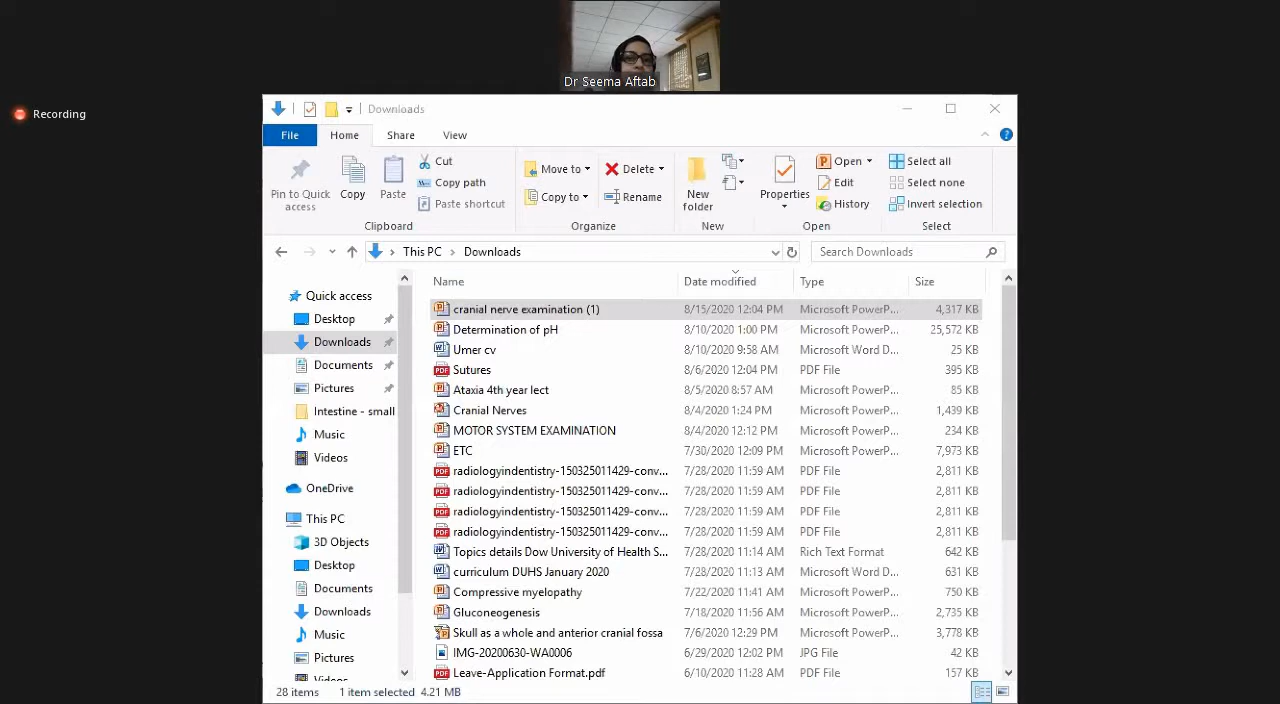 Dr Seema Aftab
Recording
Downloads
File Home Share View
Pin to Quick access
Copy
Paste
Cut
Copy path
Paste shortcut
Clipboard
Move to
Copy to
Delete
Rename
Organize
New folder
New
Properties
Open
Edit
History
Open
Select all
Select none
Invert selection
Select
This PC > Downloads
Search Downloads
Quick access
Desktop
Downloads
Documents
Pictures
Intestine - small
Music
Videos
OneDrive
This PC
3D Objects
Desktop
Documents
Downloads
Music
Pictures
Name Date modified Type Size
cranial nerve examination (1) 8/15/2020 12:04 PM Microsoft PowerP... 4,317 KB
Determination of pH 8/10/2020 1:00 PM Microsoft PowerP... 25,572 KB
Umer cv 8/10/2020 9:58 AM Microsoft Word D... 25 KB
Sutures 8/6/2020 12:04 PM PDF File 395 KB
Ataxia 4th year lect 8/5/2020 8:57 AM Microsoft PowerP... 85 KB
Cranial Nerves 8/4/2020 1:24 PM Microsoft PowerP... 1,439 KB
MOTOR SYSTEM EXAMINATION 8/4/2020 12:12 PM Microsoft PowerP... 234 KB
ETC 7/30/2020 12:09 PM Microsoft PowerP... 7,973 KB
radiologyindentistry-150325011429-conv... 7/28/2020 11:59 AM PDF File 2,811 KB
radiologyindentistry-150325011429-conv... 7/28/2020 11:59 AM PDF File 2,811 KB
radiologyindentistry-150325011429-conv... 7/28/2020 11:59 AM PDF File 2,811 KB
radiologyindentistry-150325011429-conv... 7/28/2020 11:59 AM PDF File 2,811 KB
Topics details Dow University of Health S... 7/28/2020 11:14 AM Rich Text Format 642 KB
curriculum DUHS January 2020 7/28/2020 11:13 AM Microsoft Word D... 631 KB
Compressive myelopathy 7/22/2020 11:41 AM Microsoft PowerP... 750 KB
Gluconeogenesis 7/18/2020 11:56 AM Microsoft PowerP... 2,735 KB
Skull as a whole and anterior cranial fossa 7/6/2020 12:29 PM Microsoft PowerP... 3,778 KB
IMG-20200630-WA0006 6/29/2020 12:02 PM JPG File 42 KB
Leave-Application Format.pdf 6/10/2020 11:28 AM PDF File 157 KB
28 items 1 item selected 4.21 MB